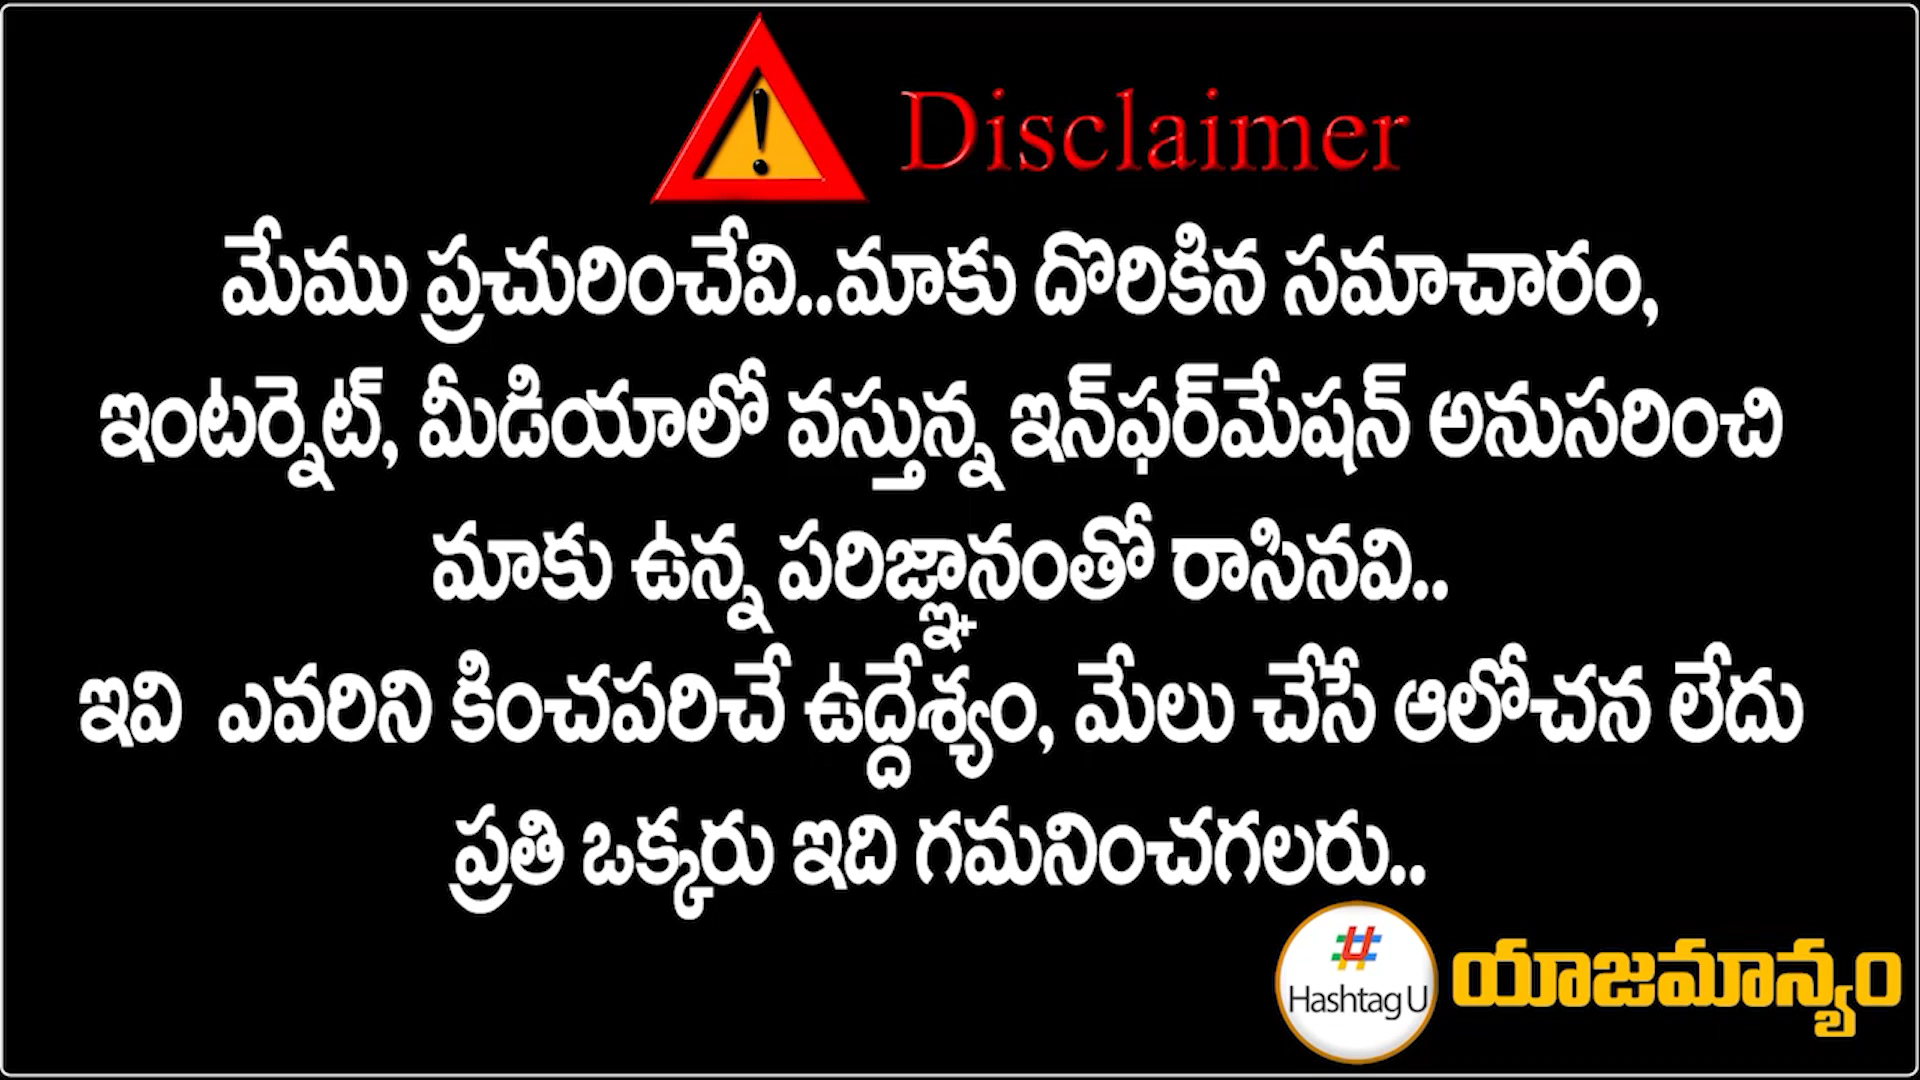 Disclaimer
మేము ప్రచురించేవి..మాకు దొరికిన సమాచారం,
ఇంటర్నెట్, మీడియాలో వస్తున్న ఇన్‌ఫర్‌మేషన్ అనుసరించి
మాకు ఉన్న పరిజ్ఞానంతో రాసినవి..
ఇవి ఎవరిని కించపరిచే ఉద్దేశ్యం, మేలు చేసే ఆలోచన లేదు
ప్రతి ఒక్కరు ఇది గమనించగలరు..
Hashtag U
యాజమాన్యం